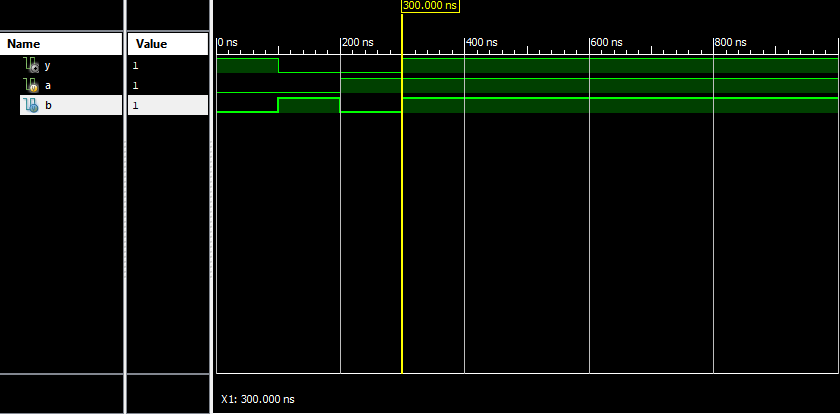 300.000 ns
Name Value
0 ns 200 ns 400 ns 600 ns 800 ns
y 1
a 1
b 1
X1: 300.000 ns